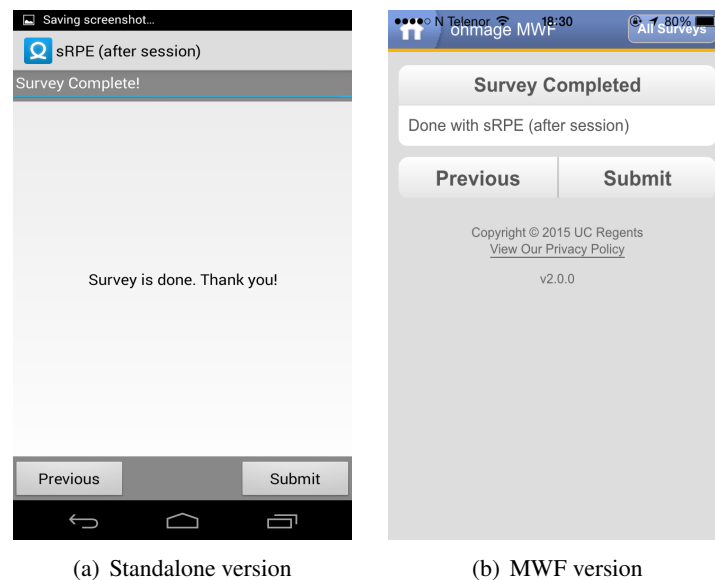 Saving screenshot...
sRPE (after session)
Survey Complete!
Survey is done. Thank you!
Previous
Submit
(a) Standalone version
N Telenor 18:30 80%
ohmage MWF
All Surveys
Survey Completed
Done with sRPE (after session)
Previous
Submit
Copyright © 2015 UC Regents
View Our Privacy Policy
v2.0.0
(b) MWF version